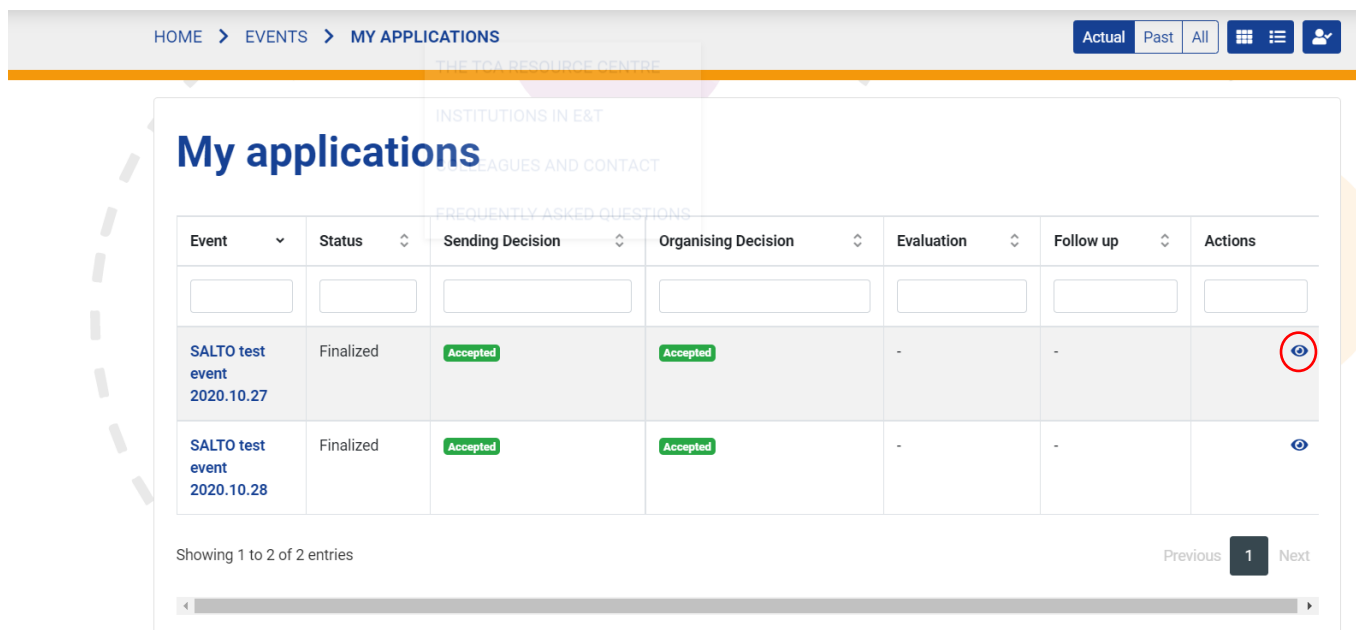 HOME > EVENTS > MY APPLICATIONS
Actual Past All
THE TCA RESOURCE CENTRE
INSTITUTIONS IN E&T
My applications
COLLEAGUES AND CONTACT
FREQUENTLY ASKED QUESTIONS
Event Status Sending Decision Organising Decision Evaluation Follow up Actions
SALTO test Finalized Accepted Accepted - -
event
2020.10.27
SALTO test Finalized Accepted Accepted - -
event
2020.10.28
Showing 1 to 2 of 2 entries
Previous 1 Next